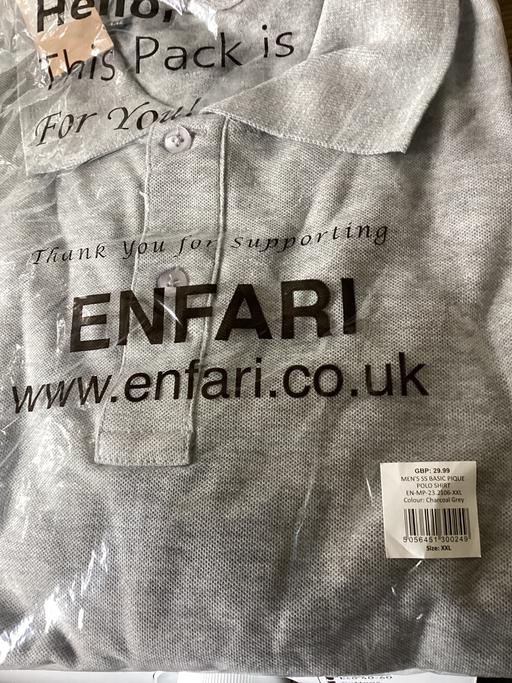 Hello,
This Pack is
For You!
Thank You for Supporting
ENFARI
www.enfari.co.uk
GBP: 29.99
MEN'S SS BASIC PIQUE
POLO SHIRT
EN-MP-23.2106-XXL
Colour: Charcoal Grey
5056451300249
Size: XXL